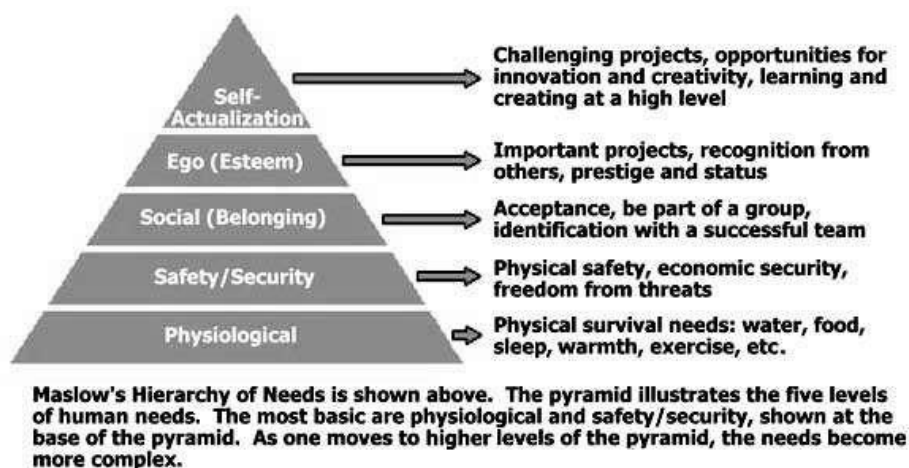 Self-
Actualization
Challenging projects, opportunities for
innovation and creativity, learning and
creating at a high level
Ego (Esteem)
Important projects, recognition from
others, prestige and status
Social (Belonging)
Acceptance, be part of a group,
identification with a successful team
Safety/Security
Physical safety, economic security,
freedom from threats
Physiological
Physical survival needs: water, food,
sleep, warmth, exercise, etc.
Maslow's Hierarchy of Needs is shown above. The pyramid illustrates the five levels
of human needs. The most basic are physiological and safety/security, shown at the
base of the pyramid. As one moves to higher levels of the pyramid, the needs become
more complex.